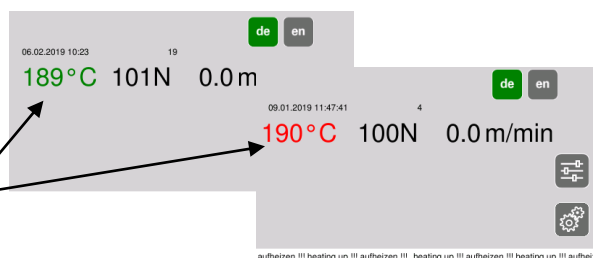 de en
06.02.2019 10:23 19
189°C 101N 0.0 m
de en
09.01.2019 11:47:41 4
190°C 100N 0.0 m/min
aufheizen !!! heating up !!! aufheizen !!! heating up !!! aufheizen !!! heating up !!! aufhei